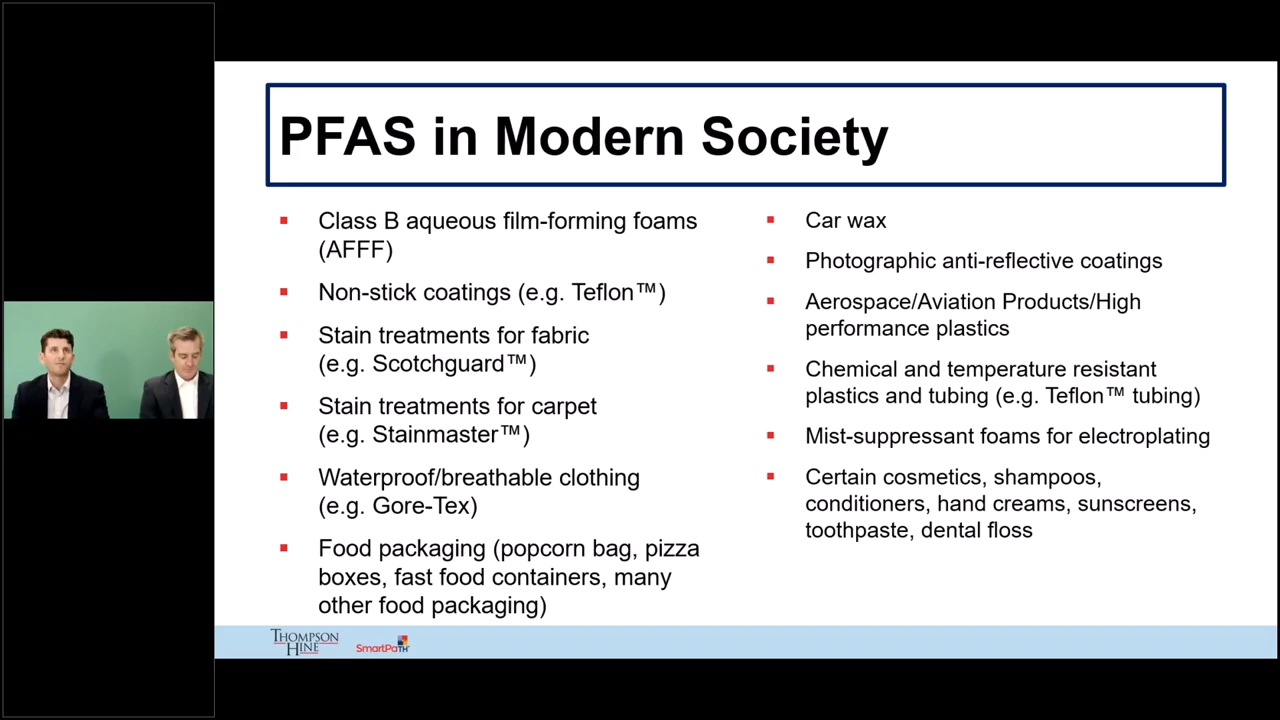 PFAS in Modern Society
Class B aqueous film-forming foams
(AFFF)
Non-stick coatings (e.g. Teflon™)
Stain treatments for fabric
(e.g. Scotchguard™)
Stain treatments for carpet
(e.g. Stainmaster™)
Waterproof/breathable clothing
(e.g. Gore-Tex)
Food packaging (popcorn bag, pizza
boxes, fast food containers, many
other food packaging)
Car wax
Photographic anti-reflective coatings
Aerospace/Aviation Products/High
performance plastics
Chemical and temperature resistant
plastics and tubing (e.g. Teflon™ tubing)
Mist-suppressant foams for electroplating
Certain cosmetics, shampoos,
conditioners, hand creams, sunscreens,
toothpaste, dental floss
THOMPSON
HINE
SmartPaTH